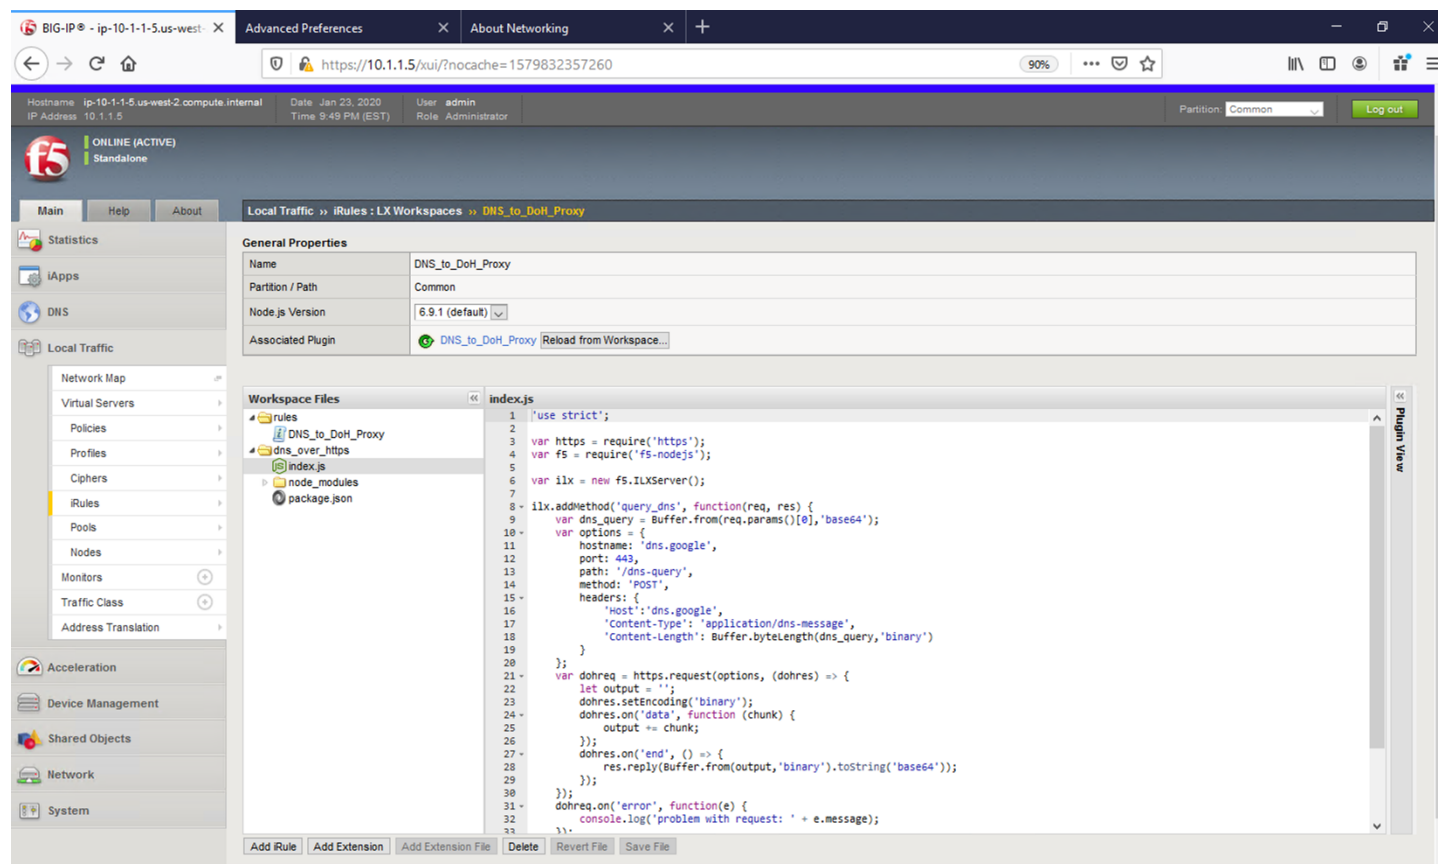 BIG-IP® - ip-10-1-1-5.us-west-
Advanced Preferences
About Networking
https://10.1.1.5/xui/?nocache=1579832357260
90%
Hostname ip-10-1-1-5.us-west-2.compute.internal
IP Address 10.1.1.5
Date Jan 23, 2020
Time 9:49 PM (EST)
User admin
Role Administrator
Partition: Common
Log out
f5
ONLINE (ACTIVE)
Standalone
Main
Help
About
Local Traffic ›› iRules : LX Workspaces ›› DNS_to_DoH_Proxy
Statistics
iApps
DNS
Local Traffic
Network Map
Virtual Servers
Policies
Profiles
Ciphers
iRules
Pools
Nodes
Monitors
Traffic Class
Address Translation
Acceleration
Device Management
Shared Objects
Network
System
General Properties
Name DNS_to_DoH_Proxy
Partition / Path Common
Node.js Version 6.9.1 (default)
Associated Plugin DNS_to_DoH_Proxy Reload from Workspace...
Workspace Files
rules
DNS_to_DoH_Proxy
dns_over_https
index.js
node_modules
package.json
index.js
1 'use strict';
2
3 var https = require('https');
4 var f5 = require('f5-nodejs');
5
6 var ilx = new f5.ILXServer();
7
8 ilx.addMethod('query_dns', function(req, res) {
9 var dns_query = Buffer.from(req.params()[0],'base64');
10 var options = {
11 hostname: 'dns.google',
12 port: 443,
13 path: '/dns-query',
14 method: 'POST',
15 headers: {
16 'Host':'dns.google',
17 'Content-Type': 'application/dns-message',
18 'Content-Length': Buffer.byteLength(dns_query,'binary')
19 }
20 };
21 var dohreq = https.request(options, (dohres) => {
22 let output = '';
23 dohres.setEncoding('binary');
24 dohres.on('data', function (chunk) {
25 output += chunk;
26 });
27 dohres.on('end', () => {
28 res.reply(Buffer.from(output,'binary').toString('base64'));
29 });
30 });
31 dohreq.on('error', function(e) {
32 console.log('problem with request: ' + e.message);
33 });
Plugin View
Add iRule
Add Extension
Add Extension File
Delete
Revert File
Save File